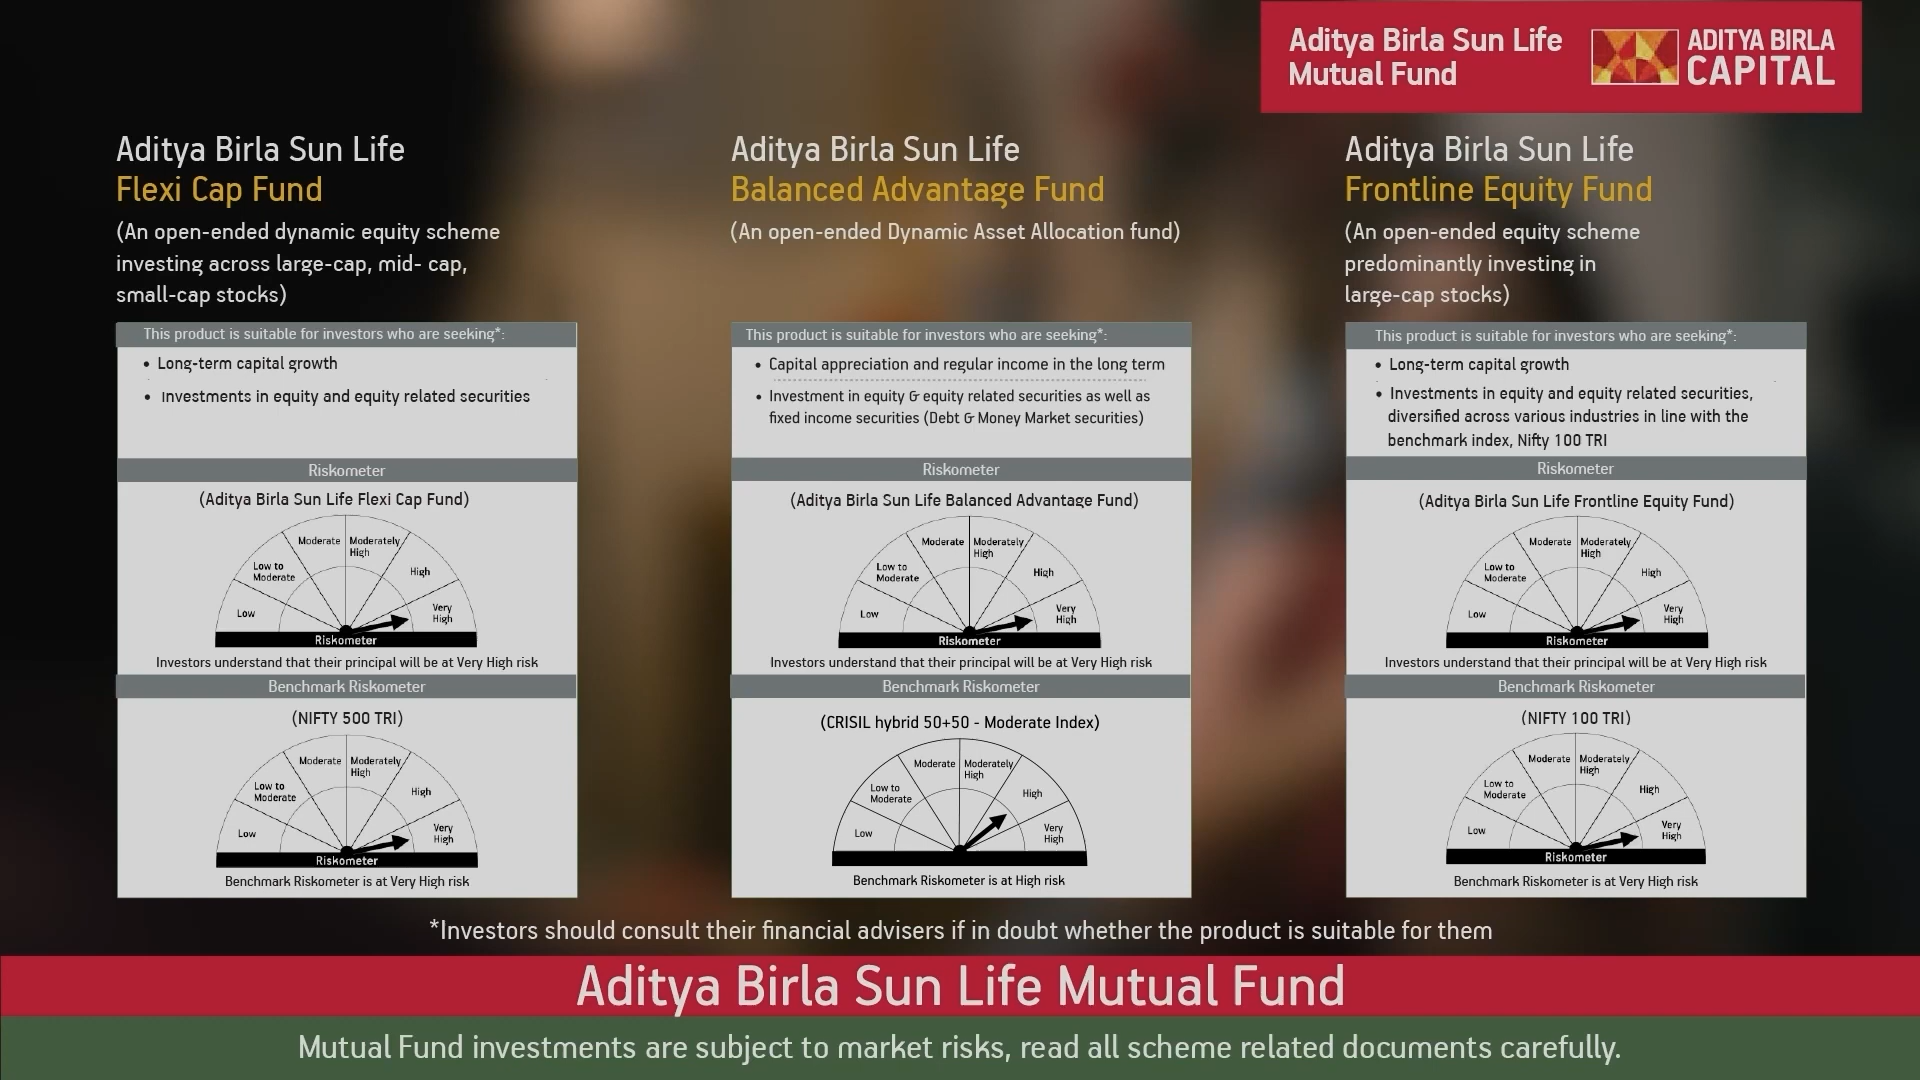 Aditya Birla Sun Life
Mutual Fund
ADITYA BIRLA
CAPITAL
Aditya Birla Sun Life
Flexi Cap Fund
(An open-ended dynamic equity scheme
investing across large-cap, mid- cap,
small-cap stocks)
This product is suitable for investors who are seeking*:
• Long-term capital growth
• Investments in equity and equity related securities
Riskometer
(Aditya Birla Sun Life Flexi Cap Fund)
Low
Low to
Moderate
Moderate
Moderately
High
High
Very
High
Riskometer
Investors understand that their principal will be at Very High risk
Benchmark Riskometer
(NIFTY 500 TRI)
Low
Low to
Moderate
Moderate
Moderately
High
High
Very
High
Riskometer
Benchmark Riskometer is at Very High risk
Aditya Birla Sun Life
Balanced Advantage Fund
(An open-ended Dynamic Asset Allocation fund)
This product is suitable for investors who are seeking*:
• Capital appreciation and regular income in the long term
• Investment in equity & equity related securities as well as
fixed income securities (Debt & Money Market securities)
Riskometer
(Aditya Birla Sun Life Balanced Advantage Fund)
Low
Low to
Moderate
Moderate
Moderately
High
High
Very
High
Riskometer
Investors understand that their principal will be at Very High risk
Benchmark Riskometer
(CRISIL hybrid 50+50 - Moderate Index)
Low
Low to
Moderate
Moderate
Moderately
High
High
Very
High
Benchmark Riskometer is at High risk
Aditya Birla Sun Life
Frontline Equity Fund
(An open-ended equity scheme
predominantly investing in
large-cap stocks)
This product is suitable for investors who are seeking*:
• Long-term capital growth
• Investments in equity and equity related securities,
diversified across various industries in line with the
benchmark index, Nifty 100 TRI
Riskometer
(Aditya Birla Sun Life Frontline Equity Fund)
Low
Low to
Moderate
Moderate
Moderately
High
High
Very
High
Riskometer
Investors understand that their principal will be at Very High risk
Benchmark Riskometer
(NIFTY 100 TRI)
Low
Low to
Moderate
Moderate
Moderately
High
High
Very
High
Riskometer
Benchmark Riskometer is at Very High risk
*Investors should consult their financial advisers if in doubt whether the product is suitable for them
Aditya Birla Sun Life Mutual Fund
Mutual Fund investments are subject to market risks, read all scheme related documents carefully.